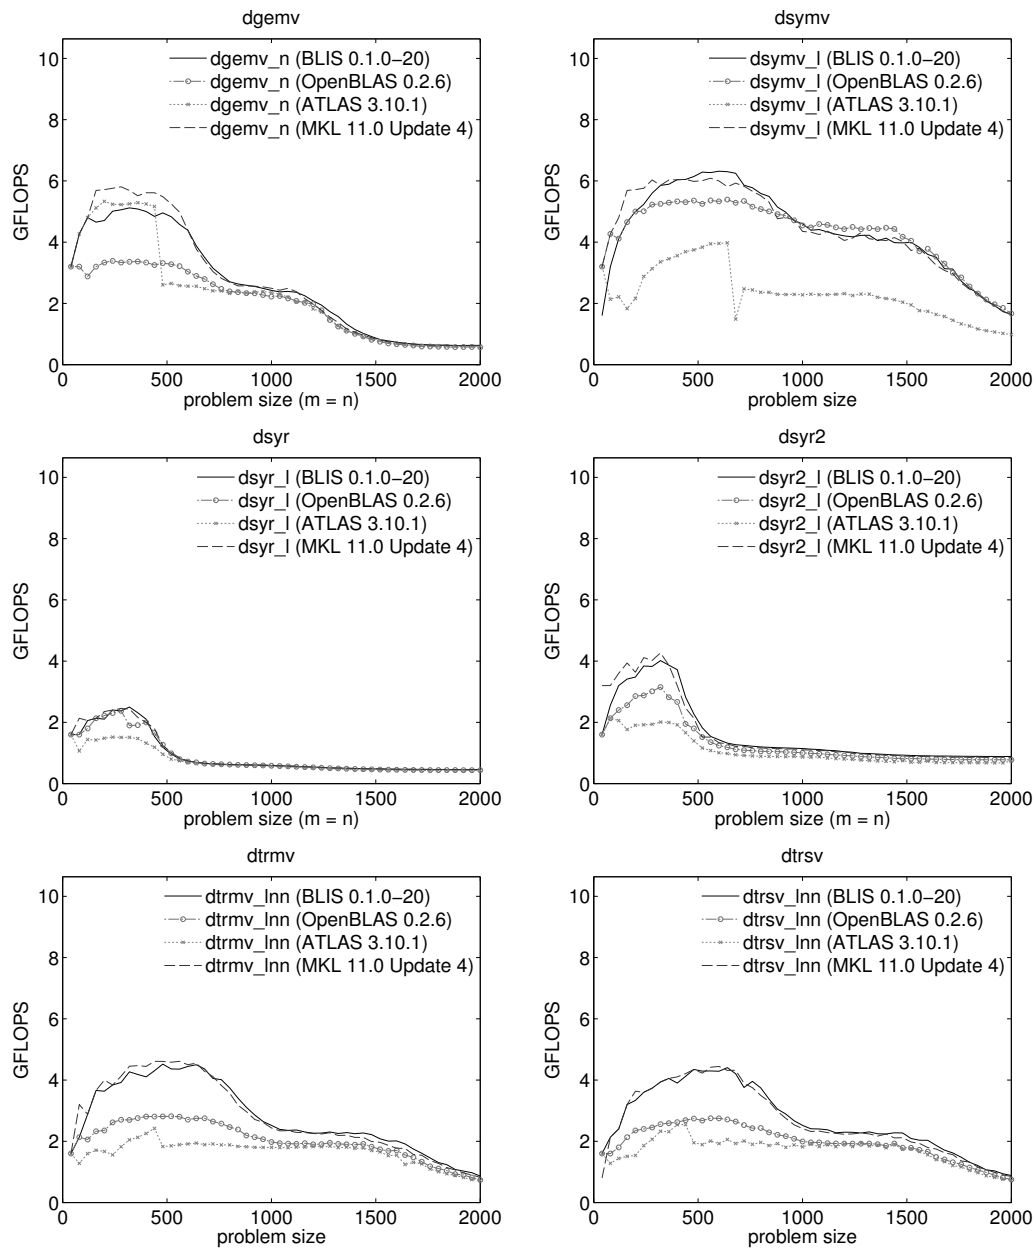 dgemv
10
8
6
4
2
0
GFLOPS
dgemv_n (BLIS 0.1.0-20)
dgemv_n (OpenBLAS 0.2.6)
dgemv_n (ATLAS 3.10.1)
dgemv_n (MKL 11.0 Update 4)
0 500 1000 1500 2000
problem size (m = n)
dsymv
10
8
6
4
2
0
GFLOPS
dsymv_l (BLIS 0.1.0-20)
dsymv_l (OpenBLAS 0.2.6)
dsymv_l (ATLAS 3.10.1)
dsymv_l (MKL 11.0 Update 4)
0 500 1000 1500 2000
problem size
dsyr
10
8
6
4
2
0
GFLOPS
dsyr_l (BLIS 0.1.0-20)
dsyr_l (OpenBLAS 0.2.6)
dsyr_l (ATLAS 3.10.1)
dsyr_l (MKL 11.0 Update 4)
0 500 1000 1500 2000
problem size (m = n)
dsyr2
10
8
6
4
2
0
GFLOPS
dsyr2_l (BLIS 0.1.0-20)
dsyr2_l (OpenBLAS 0.2.6)
dsyr2_l (ATLAS 3.10.1)
dsyr2_l (MKL 11.0 Update 4)
0 500 1000 1500 2000
problem size (m = n)
dtrmv
10
8
6
4
2
0
GFLOPS
dtrmv_lnn (BLIS 0.1.0-20)
dtrmv_lnn (OpenBLAS 0.2.6)
dtrmv_lnn (ATLAS 3.10.1)
dtrmv_lnn (MKL 11.0 Update 4)
0 500 1000 1500 2000
problem size
dtrsv
10
8
6
4
2
0
GFLOPS
dtrsv_lnn (BLIS 0.1.0-20)
dtrsv_lnn (OpenBLAS 0.2.6)
dtrsv_lnn (ATLAS 3.10.1)
dtrsv_lnn (MKL 11.0 Update 4)
0 500 1000 1500 2000
problem size